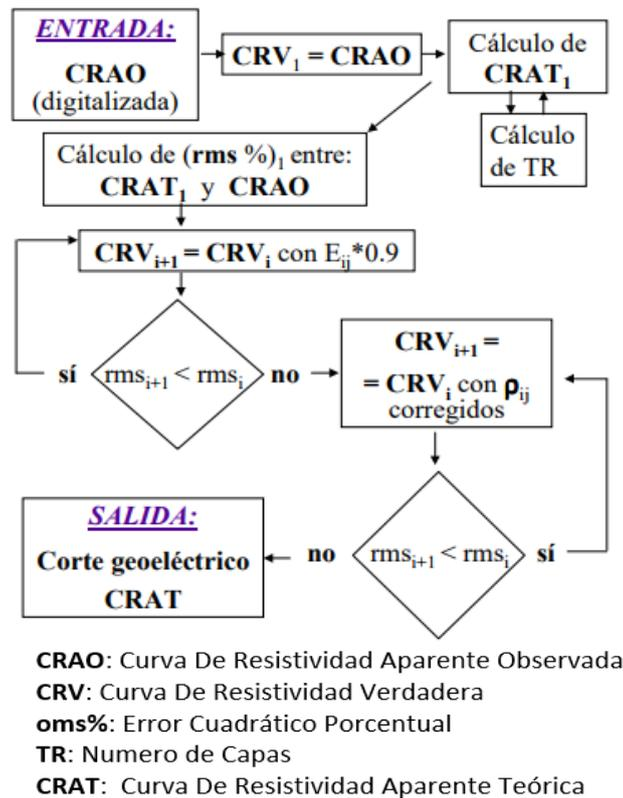 ENTRADA:
CRAO
(digitalizada)
CRV₁ = CRAO
Cálculo de
CRAT₁
Cálculo
de TR
Cálculo de (rms %)₁ entre:
CRAT₁ y CRAO
CRVᵢ₊₁ = CRVᵢ con Eᵢⱼ*0.9
sí
rmsᵢ₊₁ < rmsᵢ
no
CRVᵢ₊₁ =
= CRVᵢ con ρᵢⱼ
corregidos
rmsᵢ₊₁ < rmsᵢ
sí
no
SALIDA:
Corte geoeléctrico
CRAT
CRAO: Curva De Resistividad Aparente Observada
CRV: Curva De Resistividad Verdadera
oms%: Error Cuadrático Porcentual
TR: Numero de Capas
CRAT: Curva De Resistividad Aparente Teórica